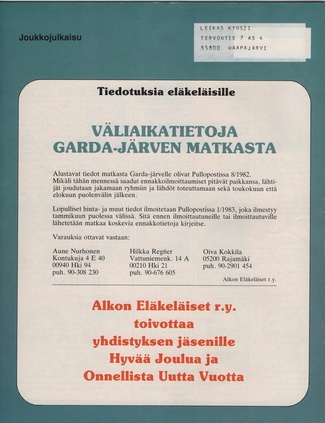 Joukkojulkaisu
LEIKAS KYÖSTI
TERVONTIE 7 AS 4
85800 HAAPAJÄRVI
Tiedotuksia eläkeläisille
VÄLIAIKATIETOJA
GARDA-JÄRVEN MATKASTA
Alustavat tiedot matkasta Garda-järvelle olivat Pullopostissa 8/1982.
Mikäli tähän mennessä saadut ennakkoilmoittautumiset pitävät paikkansa, lähti-
jät joudutaan jakamaan ryhmiin ja lähdöt toteuttamaan sekä toukokuun että
elokuun puolenvälin jälkeen.
Lopulliset hinta- ja muut tiedot ilmoitetaan Pullopostissa 1/1983, joka ilmestyy
tammikuun puolessa välissä. Sitä ennen ilmoittautuneille tai ilmoittautuville
lähetetään matkaa koskevia ennakkotietoja kirjeitse.
Varauksia ottavat vastaan:
Aune Nurhonen
Kontukuja 4 E 40
00940 Hki 94
puh. 90-308 230
Hilkka Regner
Vattuniemenk. 14 A
00210 Hki 21
puh. 90-676 605
Oiva Kokkila
05200 Rajamäki
puh. 90-2901 454
Alkon Eläkeläiset r.y.
Alkon Eläkeläiset r.y.
toivottaa
yhdistyksen jäsenille
Hyvää Joulua ja
Onnellista Uutta Vuotta